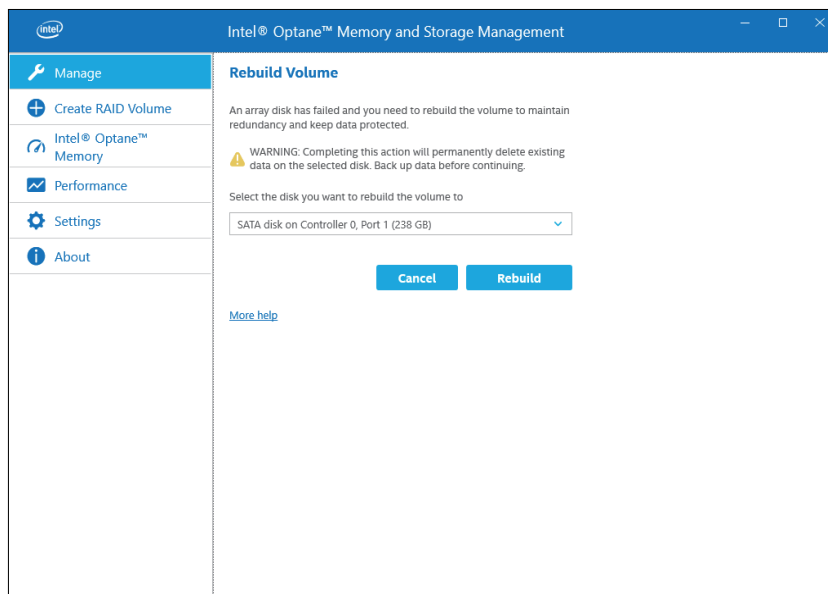 intel
Intel® Optane™ Memory and Storage Management
Manage
Create RAID Volume
Intel® Optane™
Memory
Performance
Settings
About
Rebuild Volume
An array disk has failed and you need to rebuild the volume to maintain
redundancy and keep data protected.
WARNING: Completing this action will permanently delete existing
data on the selected disk. Back up data before continuing.
Select the disk you want to rebuild the volume to
SATA disk on Controller 0, Port 1 (238 GB)
Cancel
Rebuild
More help